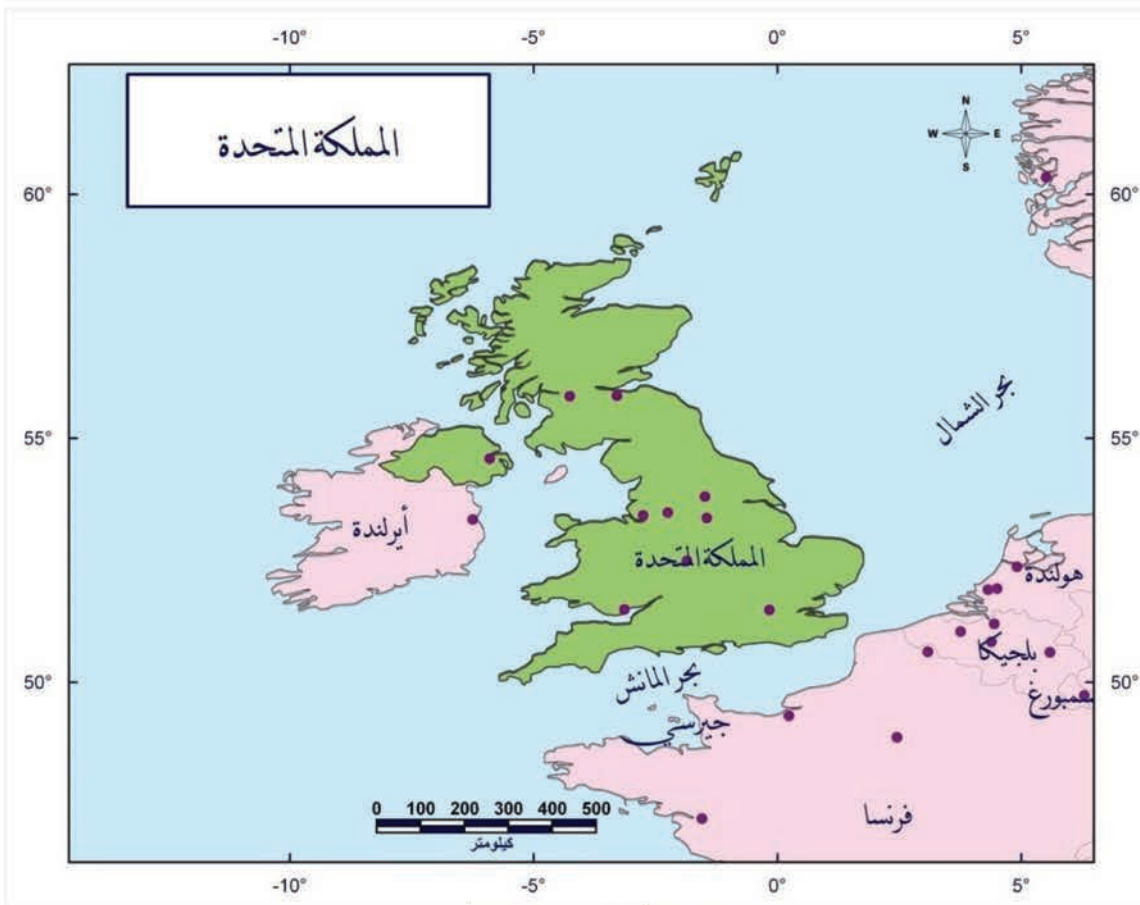 -10° -5° 0° 5°
المملكة المتحدة
N
W E
S
60° 60°
بحر الشمال
55° 55°
أيرلندة
المملكة المتحدة
هولندة
بلجيكا
50° 50°
بحر المانش
جيرسي
فرنسا
0 100 200 300 400 500
كيلومتر
-10° -5° 0° 5°